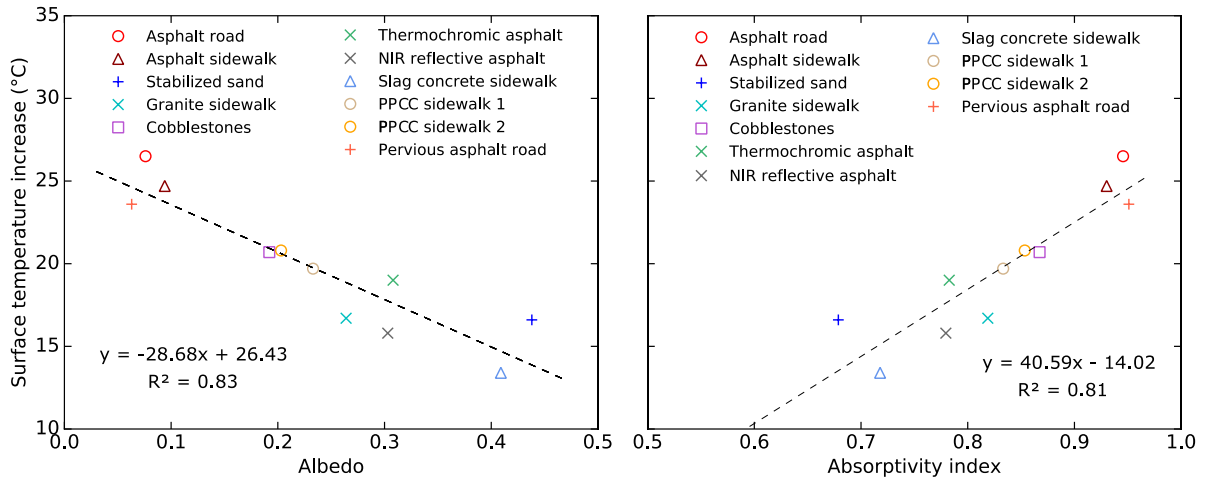 Surface temperature increase (°C)
35
30
25
20
15
10
Asphalt road
Asphalt sidewalk
Stabilized sand
Granite sidewalk
Cobblestones
Thermochromic asphalt
NIR reflective asphalt
Slag concrete sidewalk
PPCC sidewalk 1
PPCC sidewalk 2
Pervious asphalt road
y = -28.68x + 26.43
R² = 0.83
0.0 0.1 0.2 0.3 0.4 0.5
Albedo
Asphalt road
Asphalt sidewalk
Stabilized sand
Granite sidewalk
Cobblestones
Thermochromic asphalt
NIR reflective asphalt
Slag concrete sidewalk
PPCC sidewalk 1
PPCC sidewalk 2
Pervious asphalt road
y = 40.59x - 14.02
R² = 0.81
0.5 0.6 0.7 0.8 0.9 1.0
Absorptivity index